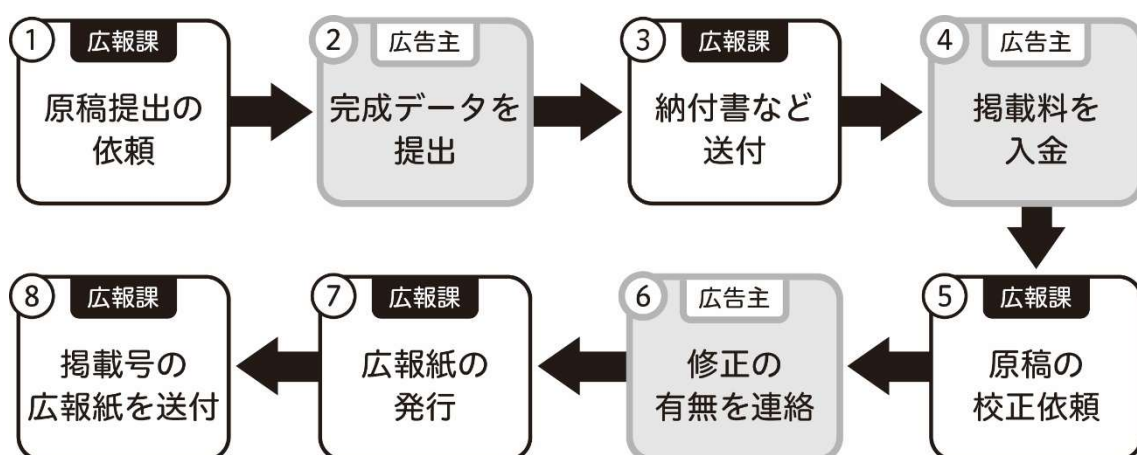 ① 広報課
原稿提出の
依頼
② 広告主
完成データを
提出
③ 広報課
納付書など
送付
④ 広告主
掲載料を
入金
⑤ 広報課
原稿の
校正依頼
⑥ 広告主
修正の
有無を連絡
⑦ 広報課
広報紙の
発行
⑧ 広報課
掲載号の
広報紙を送付